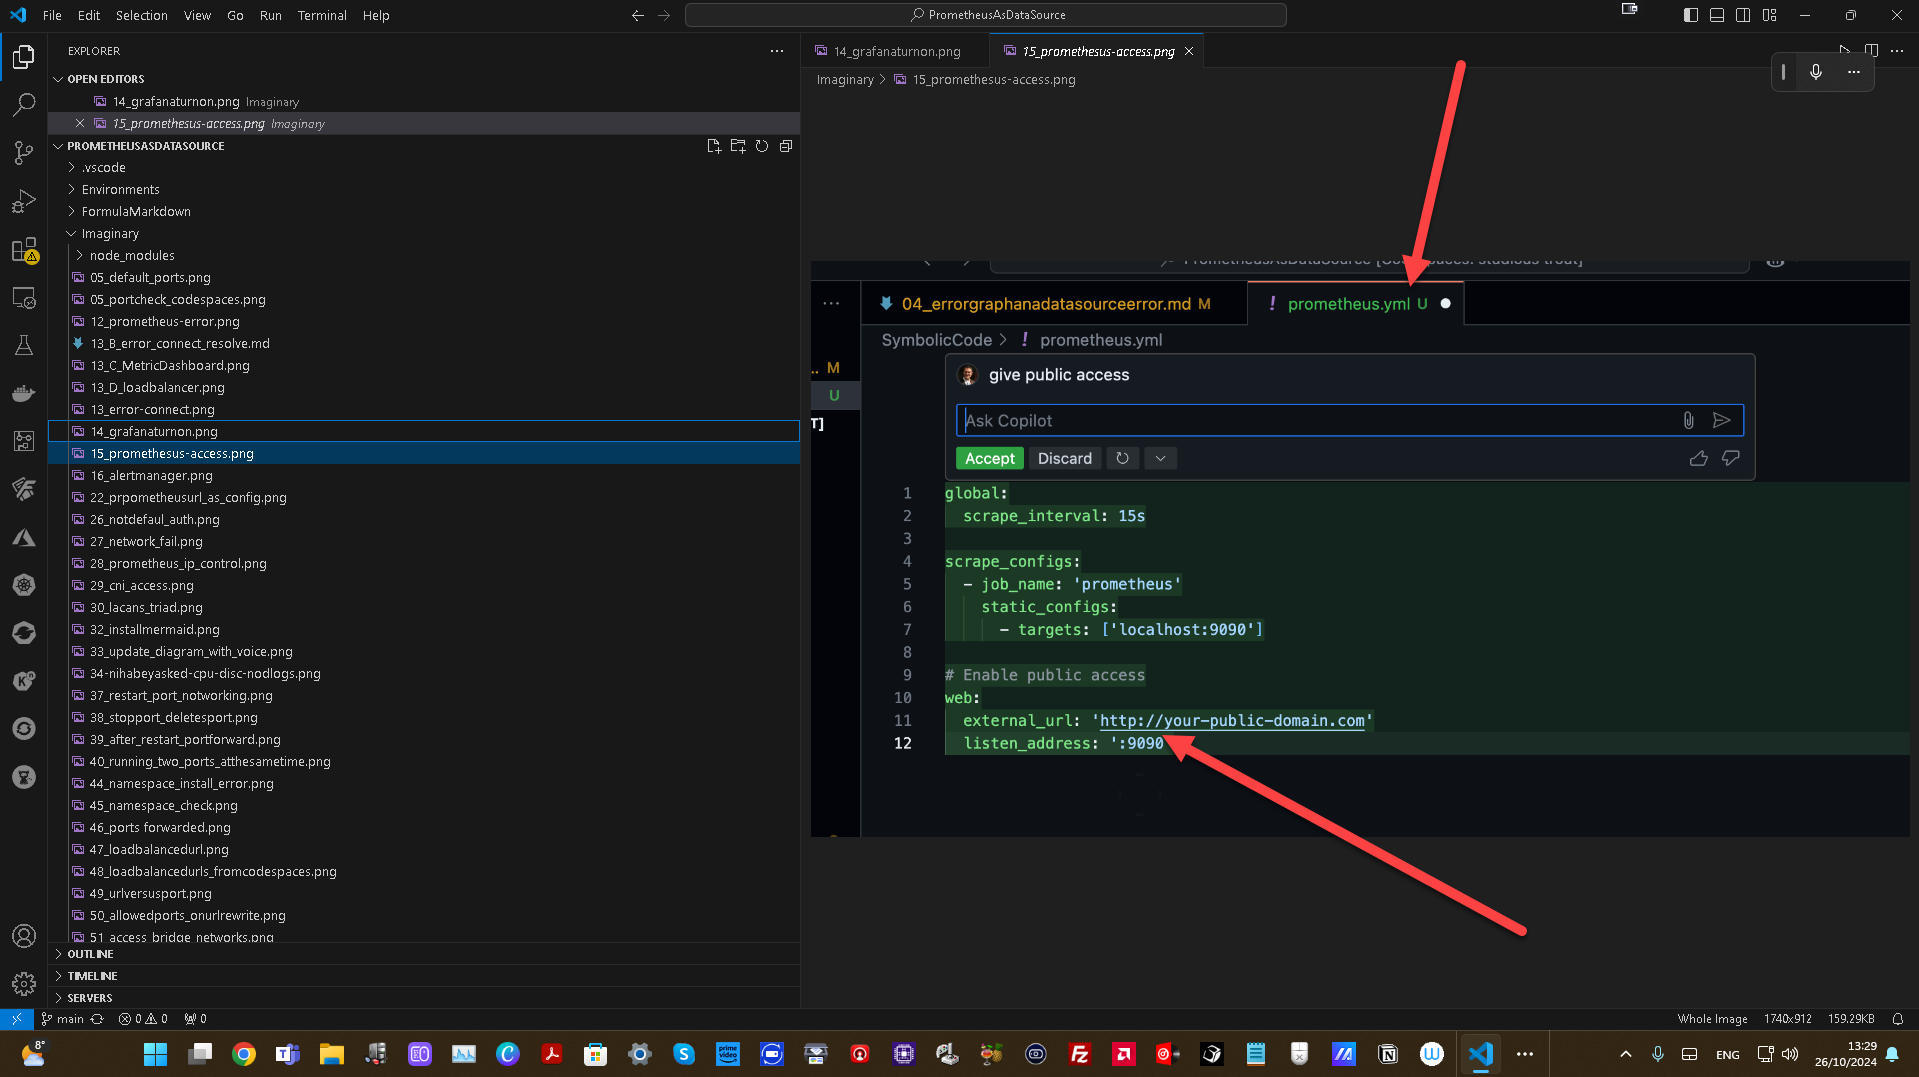 File Edit Selection View Go Run Terminal Help
PrometheusAsDataSource
EXPLORER
OPEN EDITORS
14_grafanaturnon.png Imaginary
15_promethesus-access.png Imaginary
PROMETHEUSASDATASOURCE
.vscode
Environments
FormulaMarkdown
Imaginary
node_modules
05_default_ports.png
05_portcheck_codespaces.png
12_prometheus-error.png
13_B_error_connect_resolve.md
13_C_MetricDashboard.png
13_D_loadbalancer.png
13_error-connect.png
14_grafanaturnon.png
15_promethesus-access.png
16_alertmanager.png
22_prpometheusurl_as_config.png
26_notdefaul_auth.png
27_network_fail.png
28_prometheus_ip_control.png
29_cni_access.png
30_lacans_triad.png
32_installmermaid.png
33_update_diagram_with_voice.png
34-nihabeyasked-cpu-disc-nodlogs.png
37_restart_port_notworking.png
38_stopport_deletesport.png
39_after_restart_portforward.png
40_running_two_ports_atthesametime.png
44_namespace_install_error.png
45_namespace_check.png
46_ports forwarded.png
47_loadbalancedurl.png
48_loadbalancedurls_fromcodespaces.png
49_urlversusport.png
50_allowedports_onurlrewrite.png
51_access_bridge_networks.png
OUTLINE
TIMELINE
SERVERS
14_grafanaturnon.png
15_promethesus-access.png
Imaginary > 15_promethesus-access.png
PrometheusAsDataSource [Codespaces: studious trout]
04_errorgraphanadatasourceerror.md M
! prometheus.yml U
SymbolicCode > ! prometheus.yml
.. M
U
T]
give public access
Ask Copilot
Accept Discard
1 global:
2 scrape_interval: 15s
3
4 scrape_configs:
5 - job_name: 'prometheus'
6 static_configs:
7 - targets: ['localhost:9090']
8
9 # Enable public access
10 web:
11 external_url: 'http://your-public-domain.com'
12 listen_address: ':9090
main 0 0 0
Whole Image 1740x912 159.29KB
8°
ENG
13:29
26/10/2024